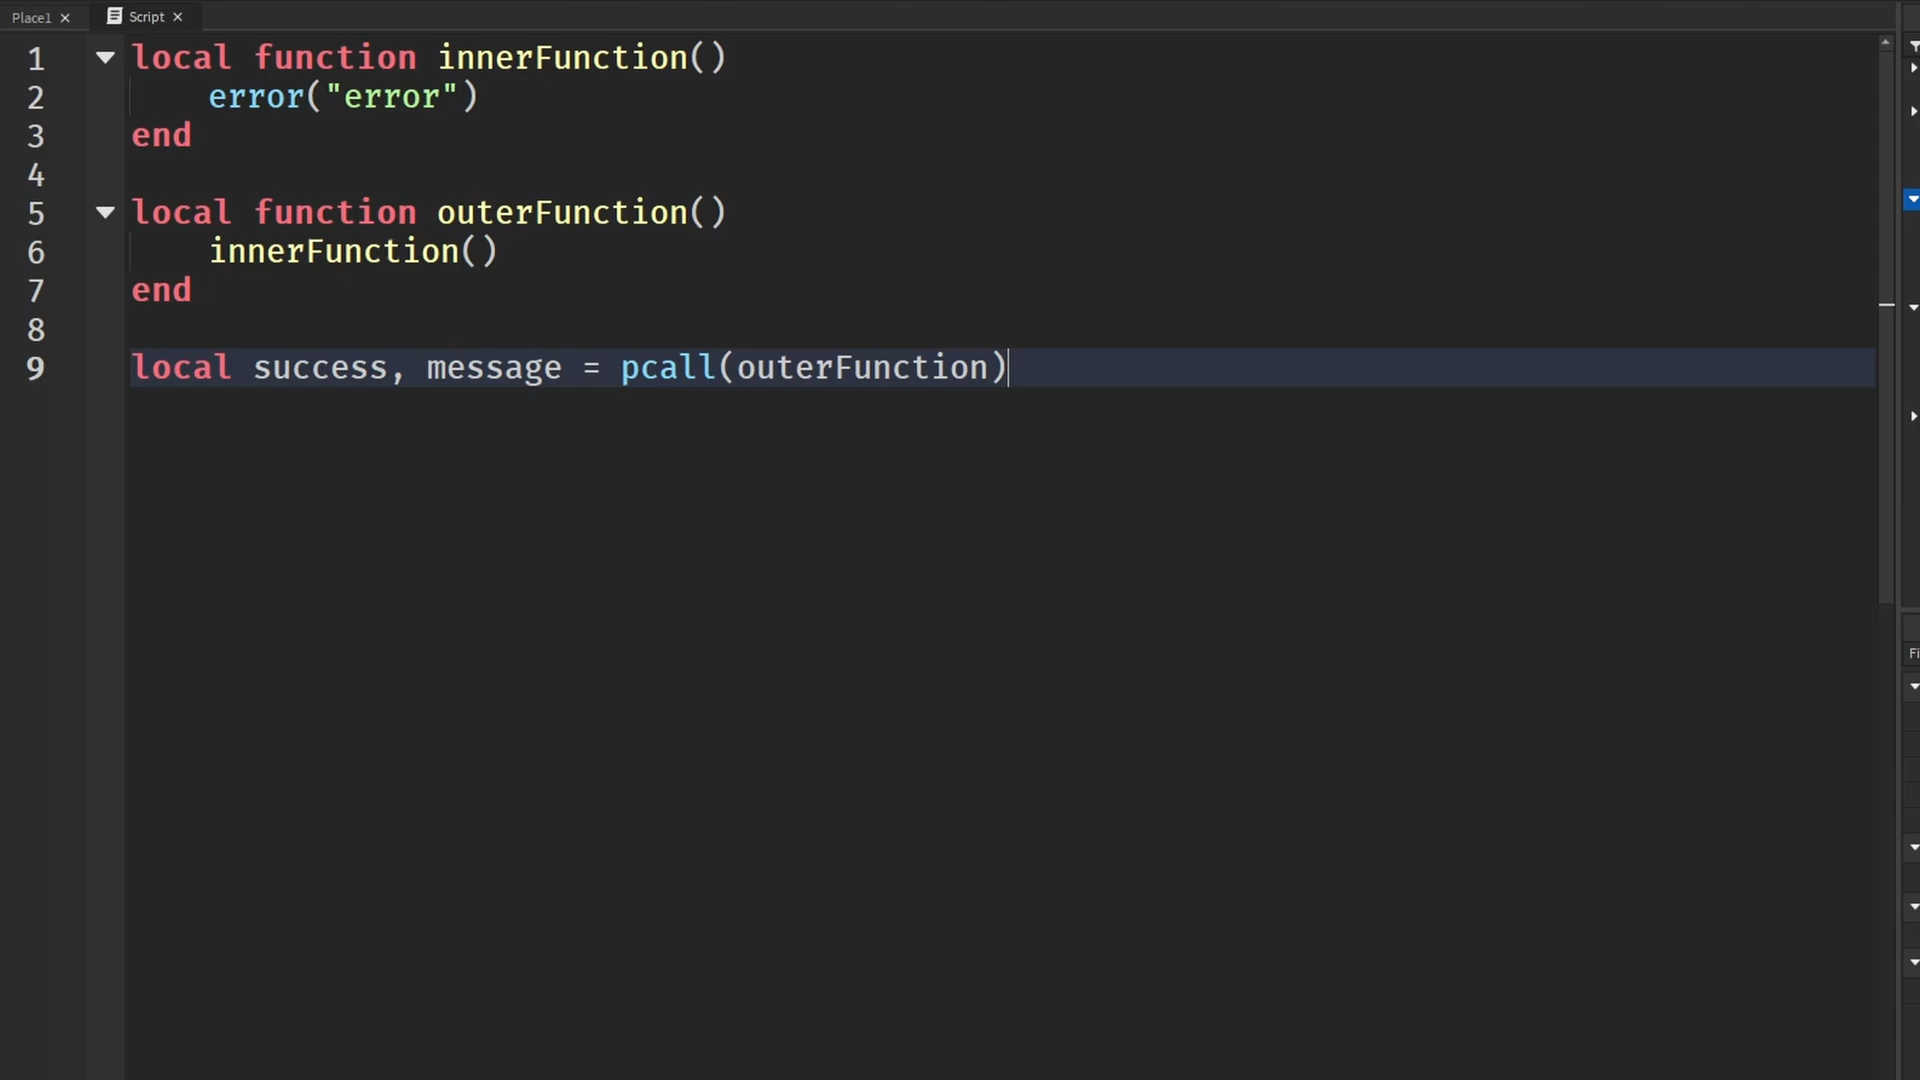 Place1 × Script ×
1 local function innerFunction()
2 error("error")
3 end
4
5 local function outerFunction()
6 innerFunction()
7 end
8
9 local success, message = pcall(outerFunction)
Fi